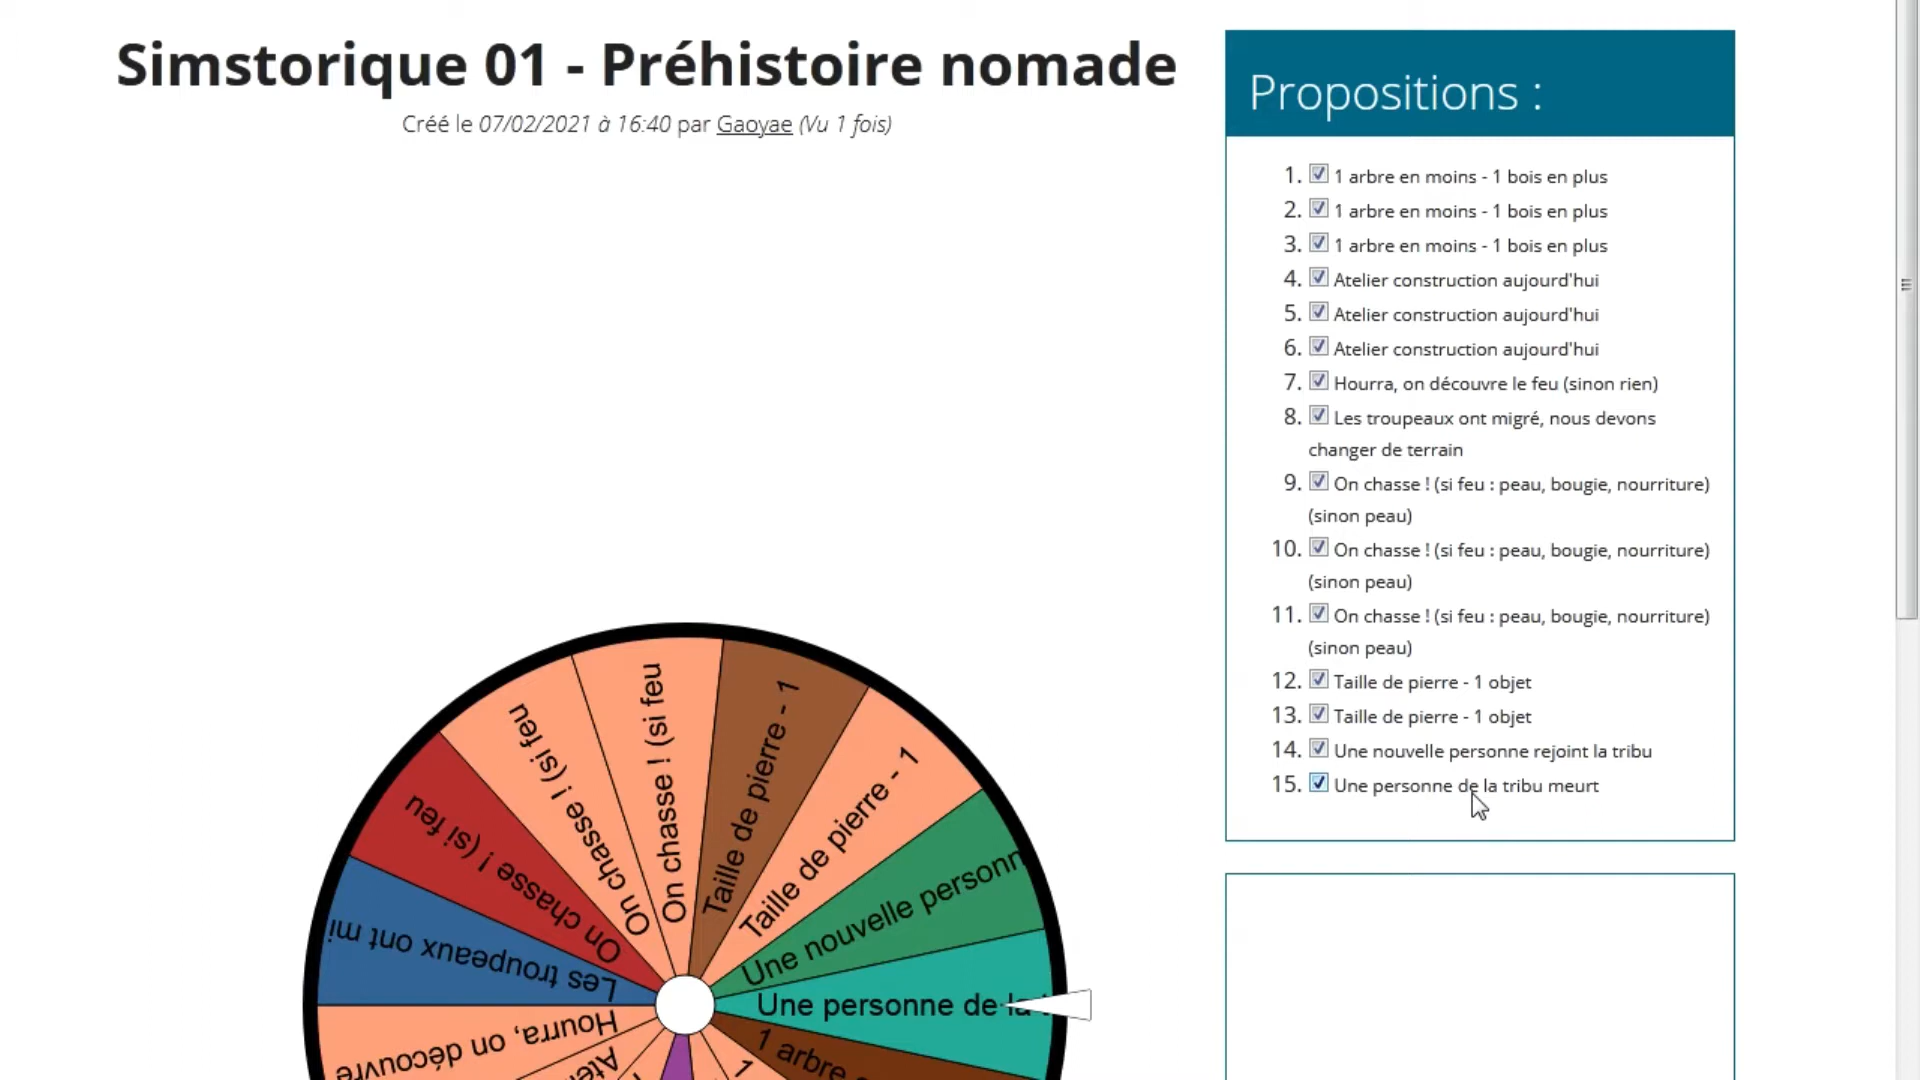 Simstorique 01 - Préhistoire nomade
Créé le 07/02/2021 à 16:40 par Gaoyae (Vu 1 fois)
Propositions :
1. 1 arbre en moins - 1 bois en plus
2. 1 arbre en moins - 1 bois en plus
3. 1 arbre en moins - 1 bois en plus
4. Atelier construction aujourd'hui
5. Atelier construction aujourd'hui
6. Atelier construction aujourd'hui
7. Hourra, on découvre le feu (sinon rien)
8. Les troupeaux ont migré, nous devons
changer de terrain
9. On chasse ! (si feu : peau, bougie, nourriture)
(sinon peau)
10. On chasse ! (si feu : peau, bougie, nourriture)
(sinon peau)
11. On chasse ! (si feu : peau, bougie, nourriture)
(sinon peau)
12. Taille de pierre - 1 objet
13. Taille de pierre - 1 objet
14. Une nouvelle personne rejoint la tribu
15. Une personne de la tribu meurt
Hourra, on découvre
Les troupeaux ont mi
On chasse ! (si feu
On chasse ! (si feu
On chasse ! (si feu
Taille de pierre - 1
Taille de pierre - 1
Une nouvelle personn
Une personne de la
1 arbre
1